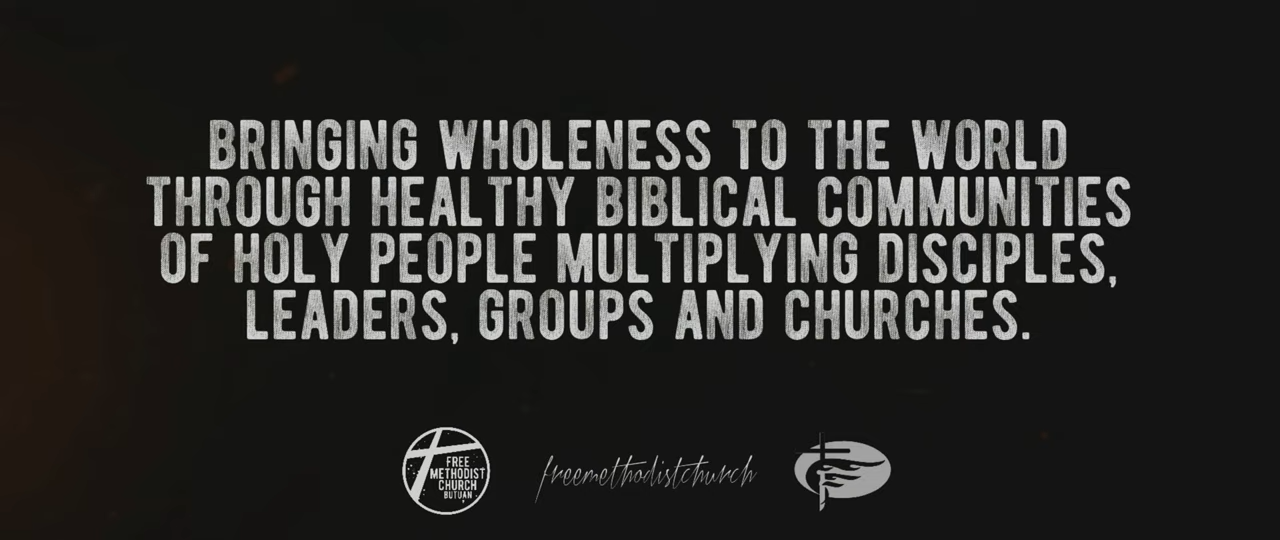 BRINGING WHOLENESS TO THE WORLD
THROUGH HEALTHY BIBLICAL COMMUNITIES
OF HOLY PEOPLE MULTIPLYING DISCIPLES,
LEADERS, GROUPS AND CHURCHES.
FREE
METHODIST
CHURCH
BUTUAN
freemethodistchurch